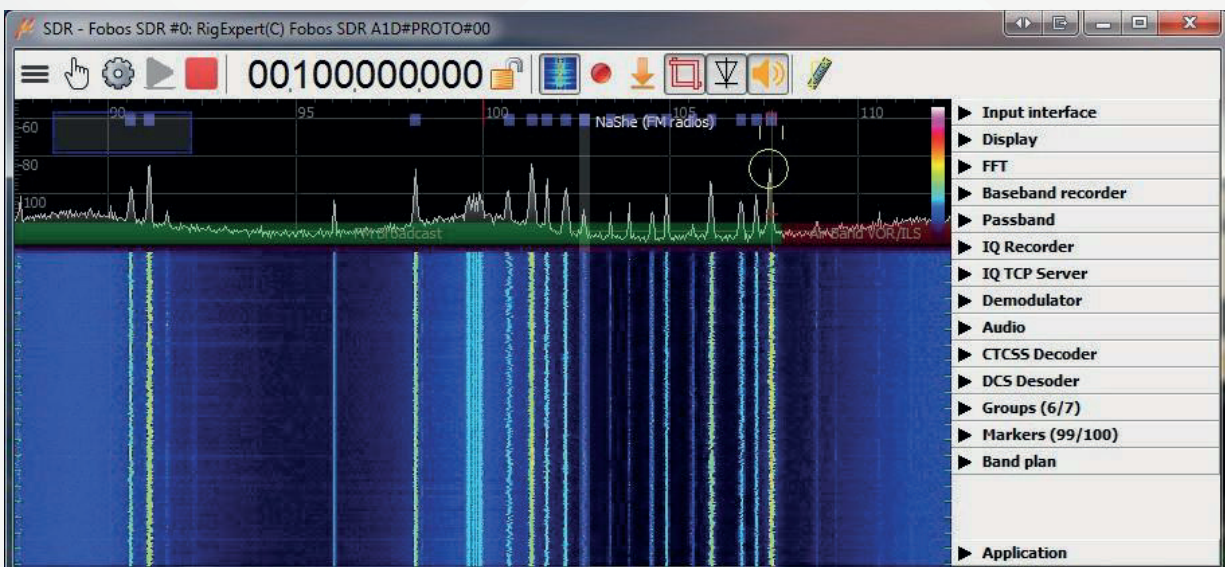 SDR - Fobos SDR #0: RigExpert(C) Fobos SDR A1D#PROTO#00
00100000000
90 95 100 105 110
-60
NaShe (FM radios)
-80
-100
FM Broadcast
Air Band VOR/ILS
Input interface
Display
FFT
Baseband recorder
Passband
IQ Recorder
IQ TCP Server
Demodulator
Audio
CTCSS Decoder
DCS Desoder
Groups (6/7)
Markers (99/100)
Band plan
Application